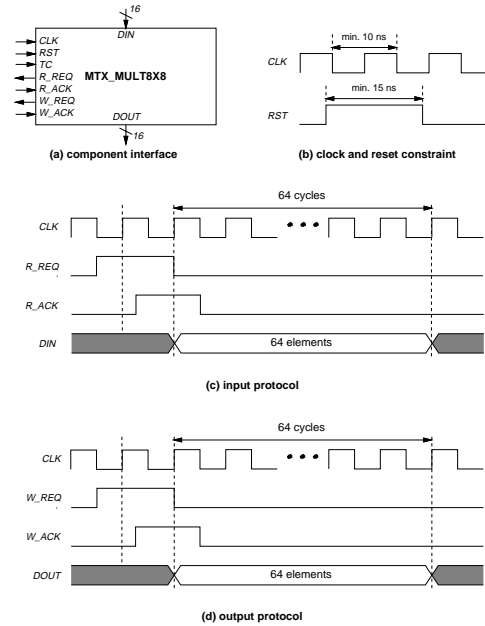 16
DIN
CLK
RST
TC
R_REQ
R_ACK
W_REQ
W_ACK
MTX_MULT8X8
DOUT
16
(a) component interface
min. 10 ns
CLK
min. 15 ns
RST
(b) clock and reset constraint
64 cycles
CLK
R_REQ
R_ACK
DIN
64 elements
(c) input protocol
64 cycles
CLK
W_REQ
W_ACK
DOUT
64 elements
(d) output protocol